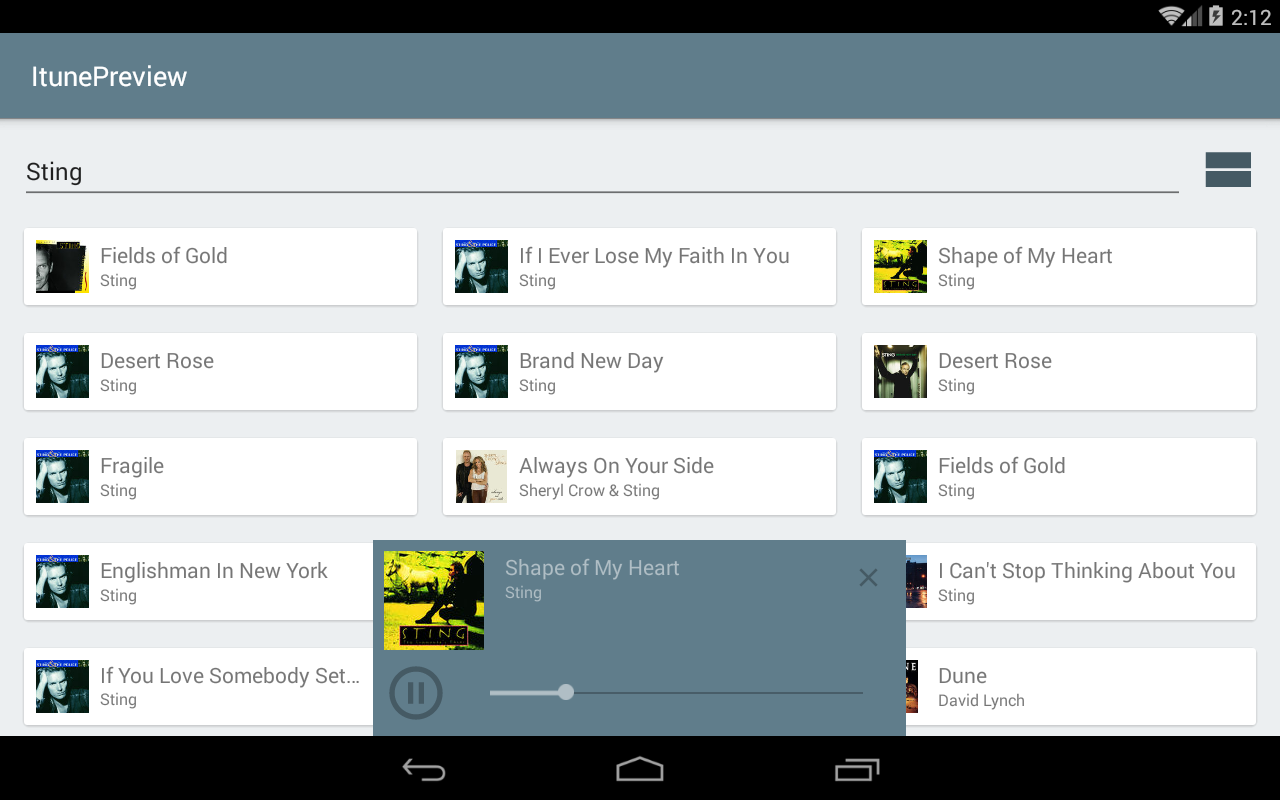 2:12
ItunePreview
Sting
Fields of Gold
Sting
If I Ever Lose My Faith In You
Sting
Shape of My Heart
Sting
Desert Rose
Sting
Brand New Day
Sting
Desert Rose
Sting
Fragile
Sting
Always On Your Side
Sheryl Crow & Sting
Fields of Gold
Sting
Englishman In New York
Sting
Shape of My Heart
Sting
STING
I Can't Stop Thinking About You
Sting
If You Love Somebody Set...
Sting
Dune
David Lynch